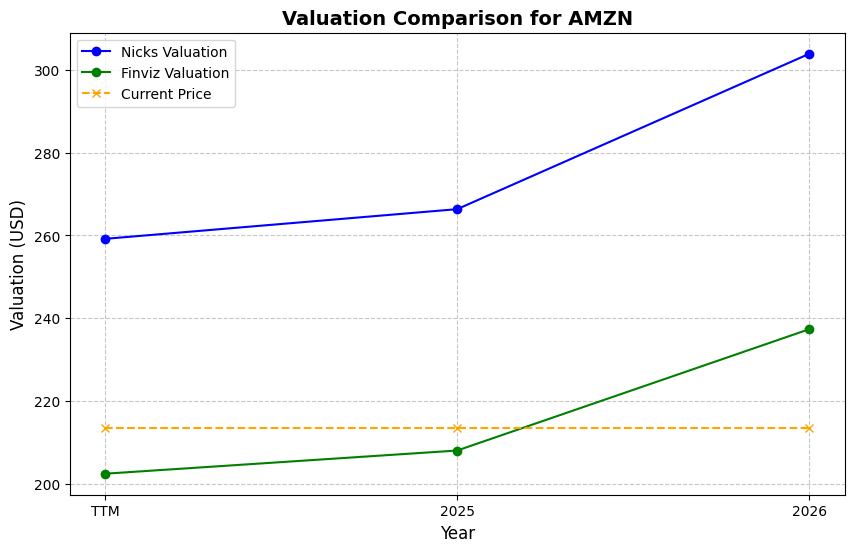 Valuation Comparison for AMZN
Nicks Valuation
Finviz Valuation
Current Price
Valuation (USD)
300
280
260
240
220
200
TTM
2025
2026
Year